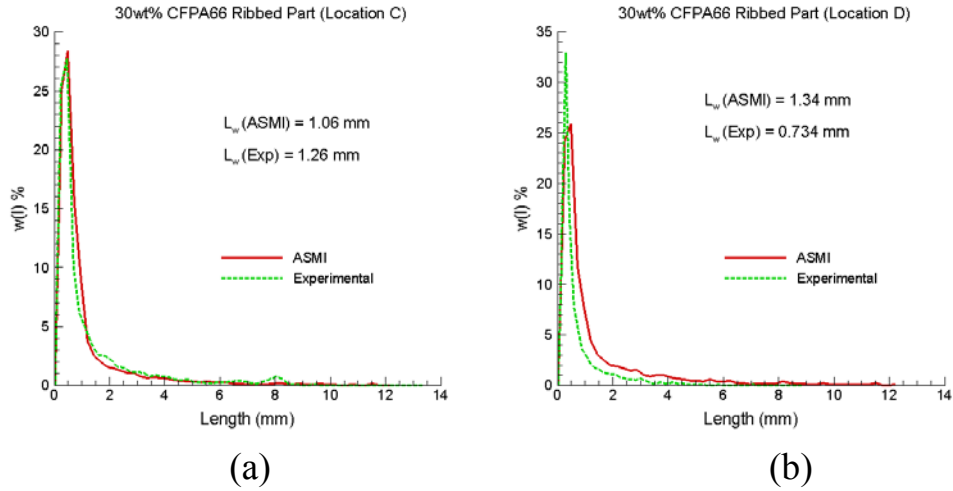 30wt% CFPA66 Ribbed Part (Location C)
30
25
20
15
10
5
0
w(l) %
L_w (ASMI) = 1.06 mm
L_w (Exp) = 1.26 mm
ASMI
Experimental
0 2 4 6 8 10 12 14
Length (mm)
(a)
30wt% CFPA66 Ribbed Part (Location D)
35
30
25
20
15
10
5
0
w(l) %
L_w (ASMI) = 1.34 mm
L_w (Exp) = 0.734 mm
ASMI
Experimental
0 2 4 6 8 10 12 14
Length (mm)
(b)